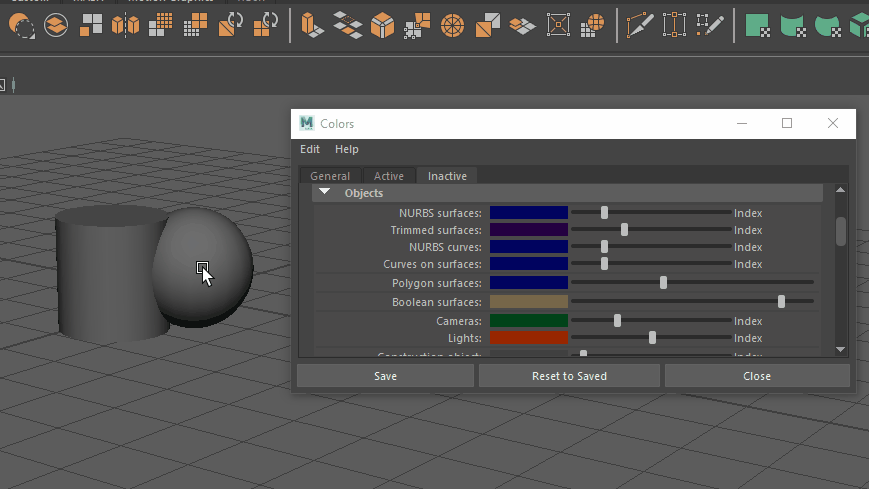 Colors
Edit Help
General Active Inactive
Objects
NURBS surfaces: Index
Trimmed surfaces: Index
NURBS curves: Index
Curves on surfaces: Index
Polygon surfaces:
Boolean surfaces:
Cameras: Index
Lights: Index
Save Reset to Saved Close